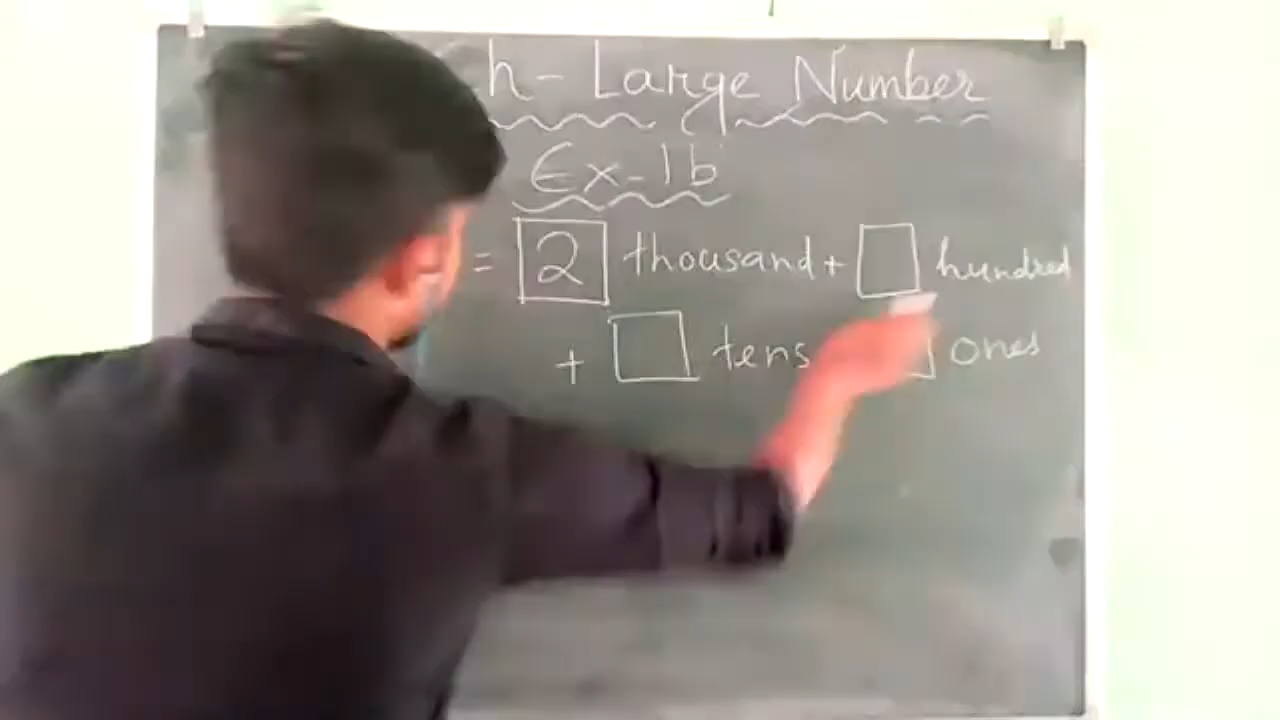 h - Large Number
Ex-1b
= 2 thousand + hundred
+ tens ones